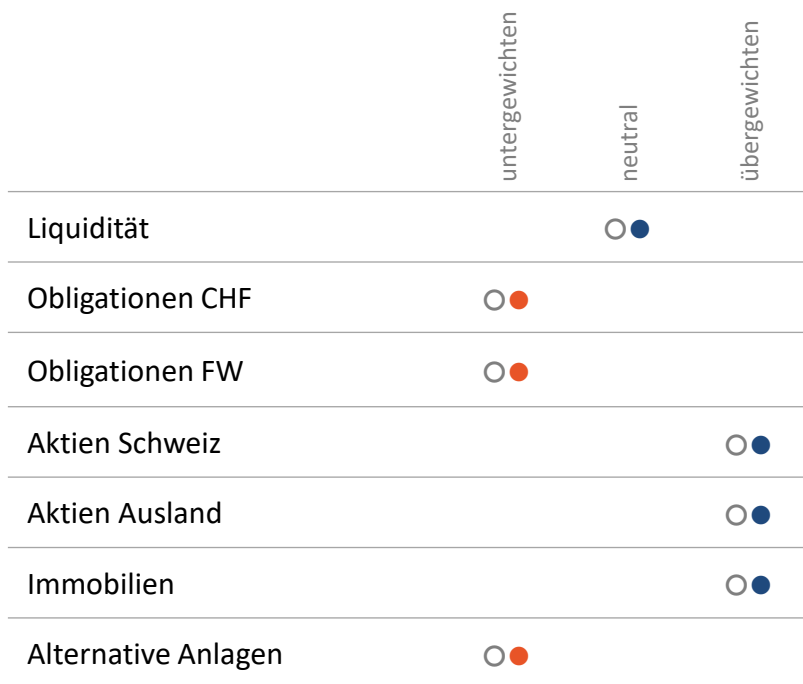 untergewichten
neutral
übergewichten
Liquidität
Obligationen CHF
Obligationen FW
Aktien Schweiz
Aktien Ausland
Immobilien
Alternative Anlagen